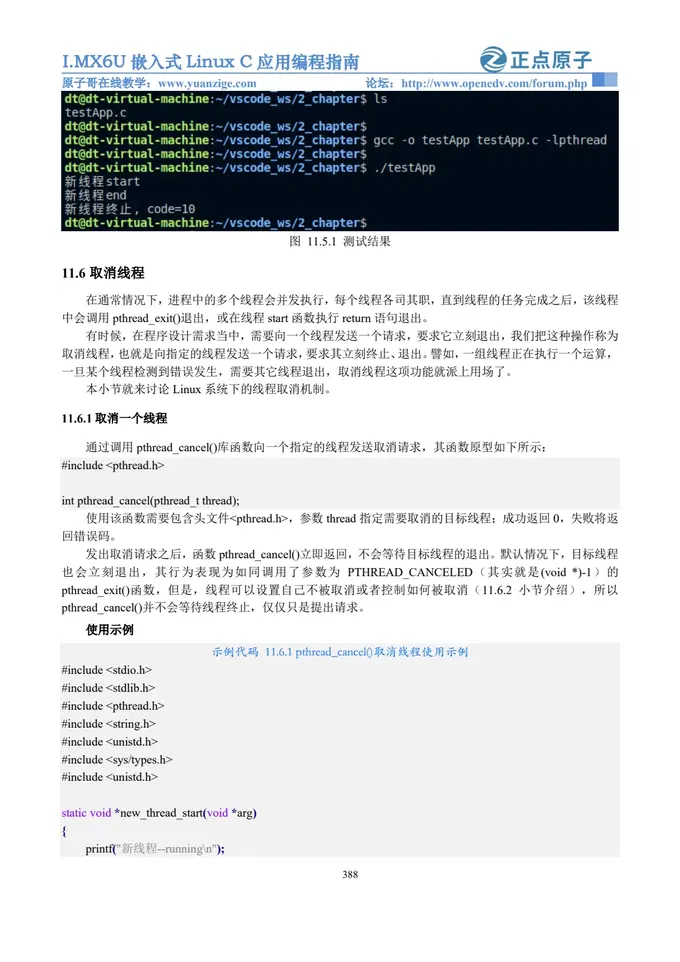 I.MX6U 嵌入式 Linux C 应用编程指南
正点原子
原子哥在线教学：www.yuanzige.com
论坛：http://www.openedv.com/forum.php
dt@dt-virtual-machine:~/vscode_ws/2_chapter$ ls
testApp.c
dt@dt-virtual-machine:~/vscode_ws/2_chapter$
dt@dt-virtual-machine:~/vscode_ws/2_chapter$ gcc -o testApp testApp.c -lpthread
dt@dt-virtual-machine:~/vscode_ws/2_chapter$
dt@dt-virtual-machine:~/vscode_ws/2_chapter$ ./testApp
新线程start
新线程end
新线程终止, code=10
dt@dt-virtual-machine:~/vscode_ws/2_chapter$
图 11.5.1 测试结果
11.6 取消线程
在通常情况下，进程中的多个线程会并发执行，每个线程各司其职，直到线程的任务完成之后，该线程
中会调用 pthread_exit()退出，或在线程 start 函数执行 return 语句退出。
有时候，在程序设计需求当中，需要向一个线程发送一个请求，要求它立刻退出，我们把这种操作称为
取消线程，也就是向指定的线程发送一个请求，要求其立刻终止、退出。譬如，一组线程正在执行一个运算，
一旦某个线程检测到错误发生，需要其它线程退出，取消线程这项功能就派上用场了。
本小节就来讨论 Linux 系统下的线程取消机制。
11.6.1 取消一个线程
通过调用 pthread_cancel()库函数向一个指定的线程发送取消请求，其函数原型如下所示：
#include <pthread.h>
int pthread_cancel(pthread_t thread);
使用该函数需要包含头文件<pthread.h>，参数 thread 指定需要取消的目标线程；成功返回 0，失败将返
回错误码。
发出取消请求之后，函数 pthread_cancel()立即返回，不会等待目标线程的退出。默认情况下，目标线程
也会立刻退出，其行为表现为如同调用了参数为 PTHREAD_CANCELED（其实就是(void *)-1）的
pthread_exit()函数，但是，线程可以设置自己不被取消或者控制如何被取消（11.6.2 小节介绍），所以
pthread_cancel()并不会等待线程终止，仅仅只是提出请求。
使用示例
示例代码 11.6.1 pthread_cancel()取消线程使用示例
#include <stdio.h>
#include <stdlib.h>
#include <pthread.h>
#include <string.h>
#include <unistd.h>
#include <sys/types.h>
#include <unistd.h>
static void *new_thread_start(void *arg)
{
printf("新线程--running\n");
388